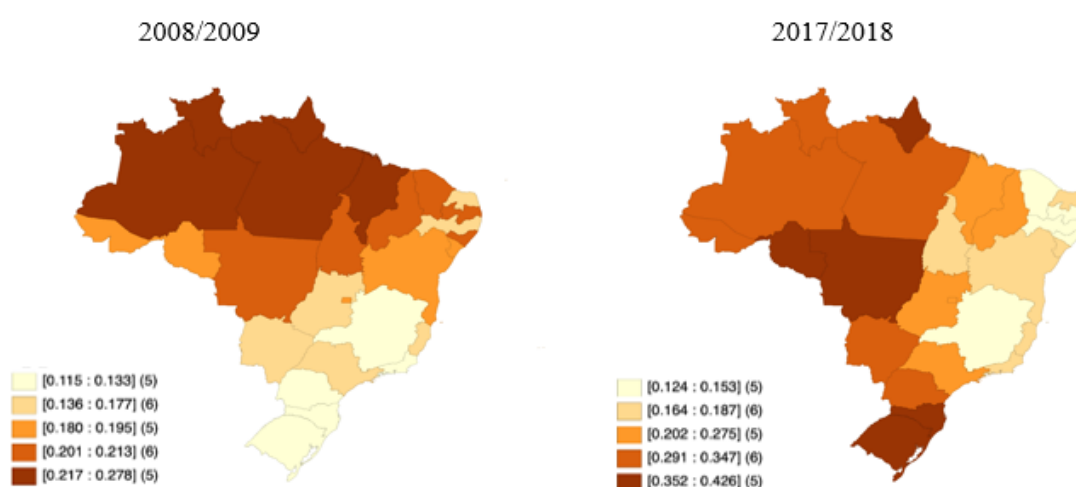 2008/2009
2017/2018
[0.115 : 0.133] (5)
[0.136 : 0.177] (6)
[0.180 : 0.195] (5)
[0.201 : 0.213] (6)
[0.217 : 0.278] (5)
[0.124 : 0.153] (5)
[0.164 : 0.187] (6)
[0.202 : 0.275] (5)
[0.291 : 0.347] (6)
[0.352 : 0.426] (5)